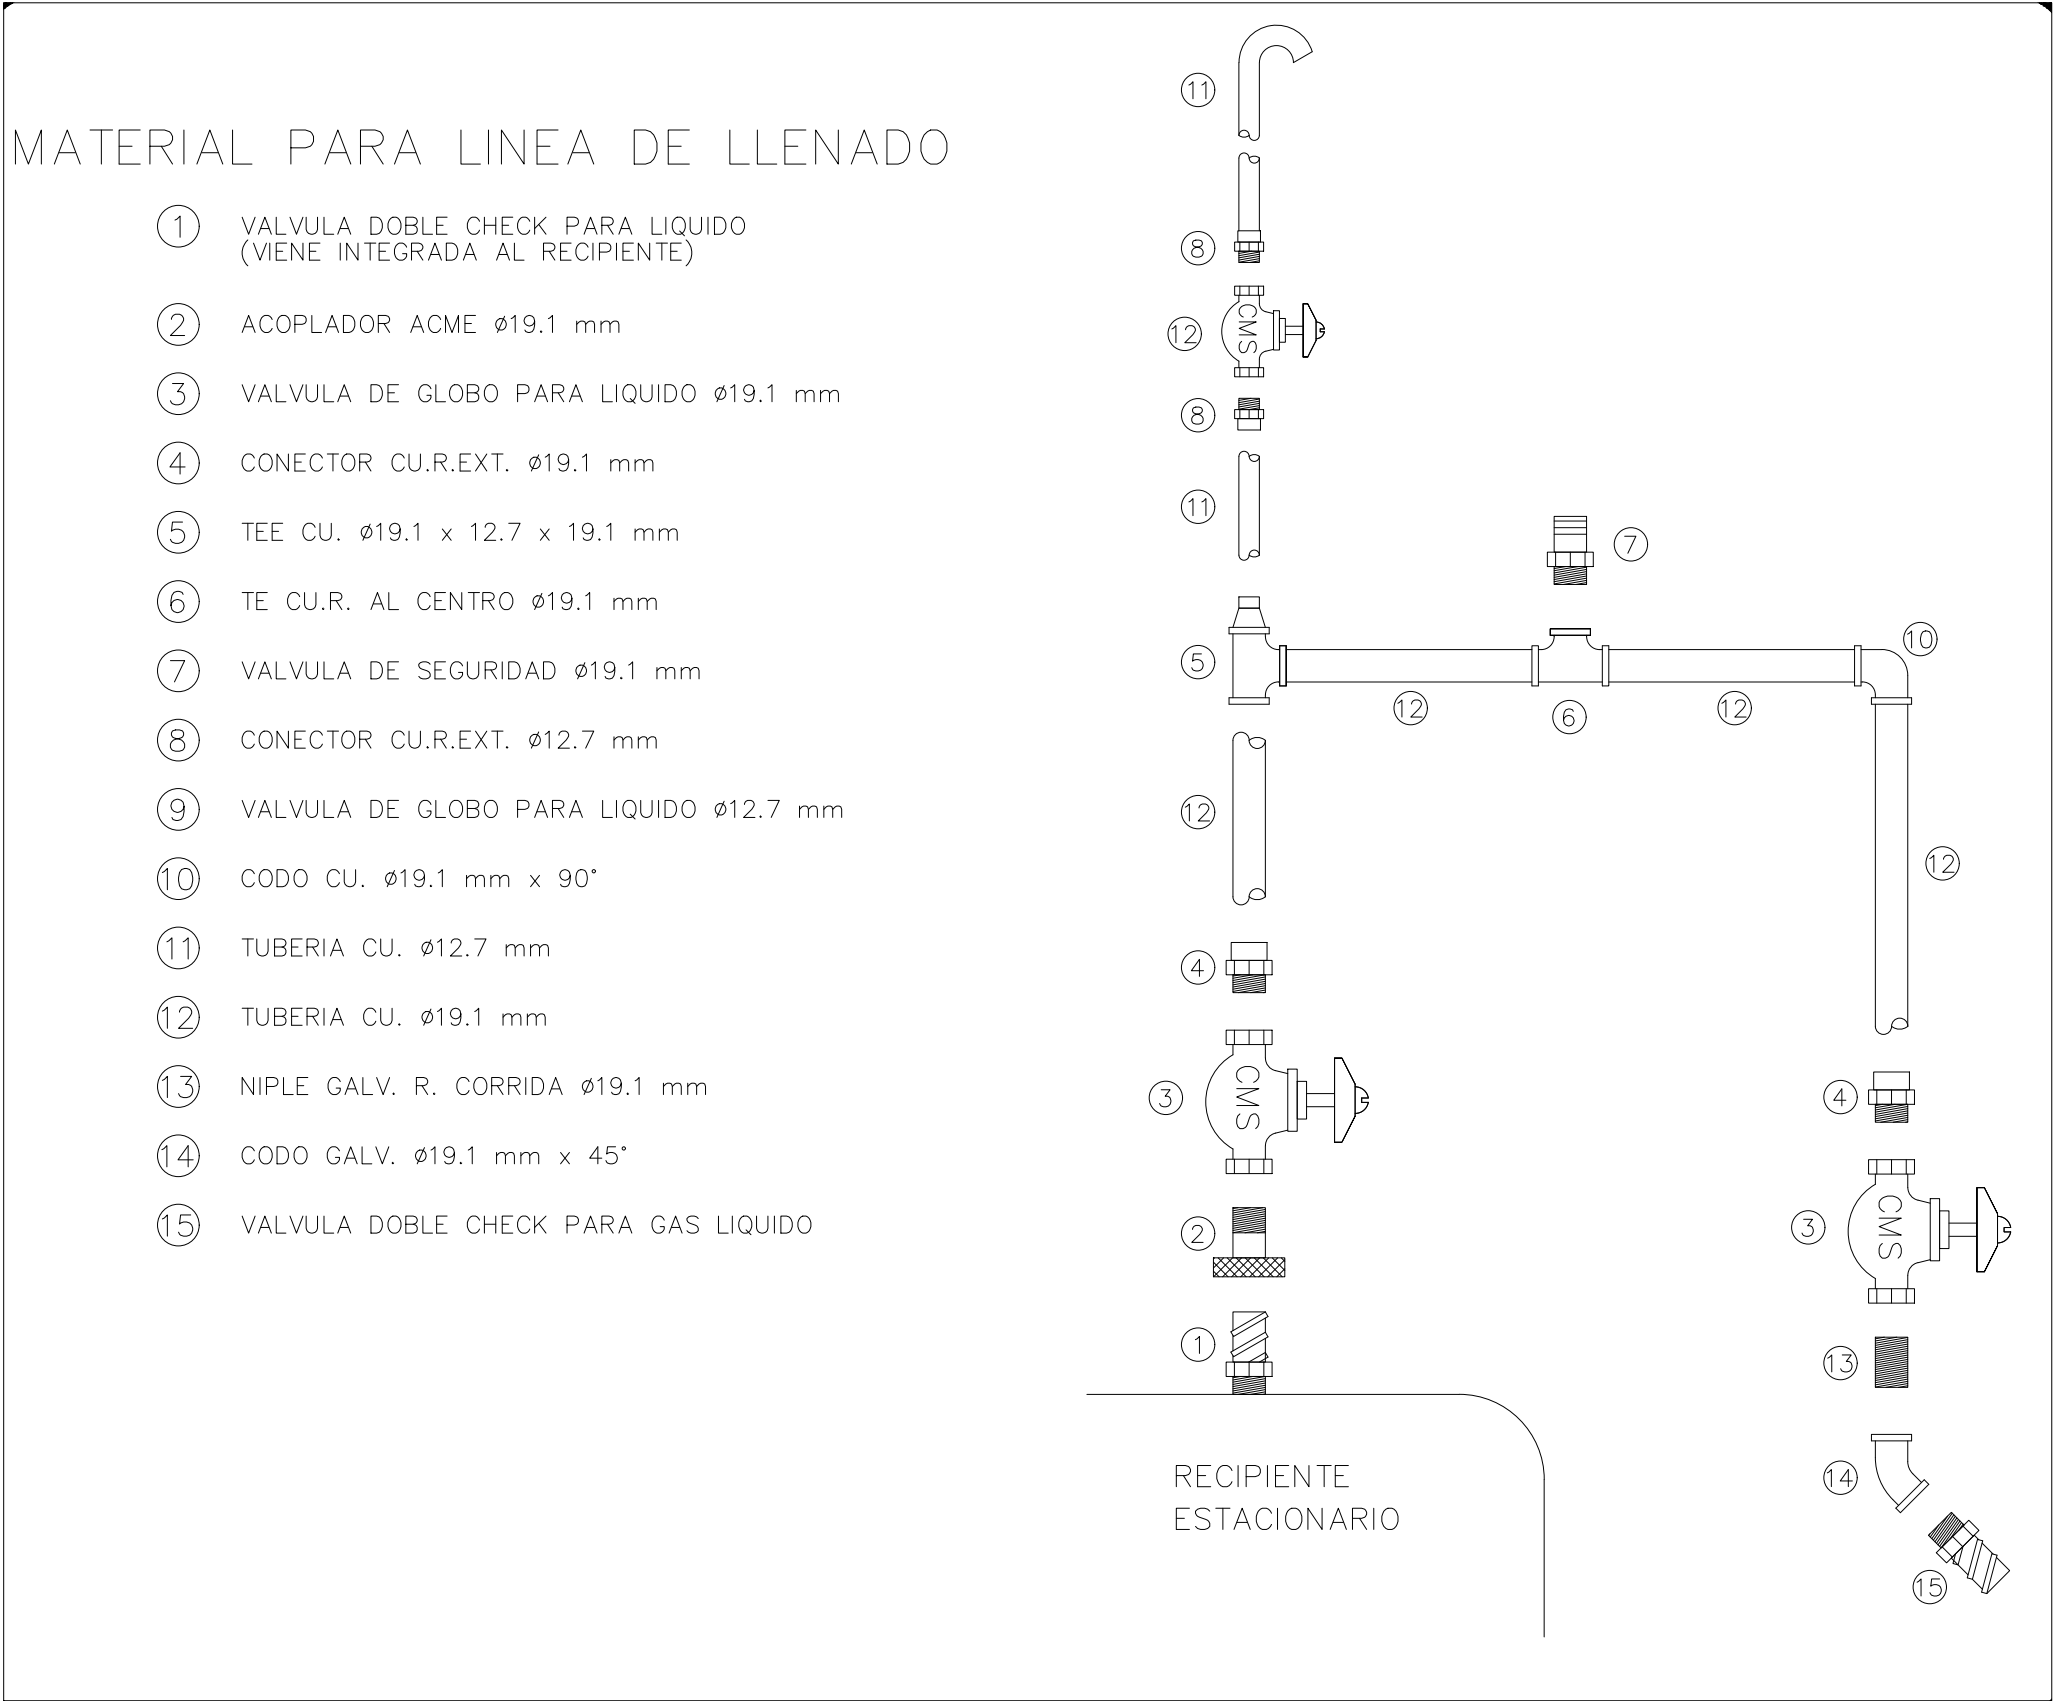 MATERIAL PARA LINEA DE LLENADO
1 VALVULA DOBLE CHECK PARA LIQUIDO
(VIENE INTEGRADA AL RECIPIENTE)
2 ACOPLADOR ACME ø19.1 mm
3 VALVULA DE GLOBO PARA LIQUIDO ø19.1 mm
4 CONECTOR CU.R.EXT. ø19.1 mm
5 TEE CU. ø19.1 x 12.7 x 19.1 mm
6 TE CU.R. AL CENTRO ø19.1 mm
7 VALVULA DE SEGURIDAD ø19.1 mm
8 CONECTOR CU.R.EXT. ø12.7 mm
9 VALVULA DE GLOBO PARA LIQUIDO ø12.7 mm
10 CODO CU. ø19.1 mm x 90°
11 TUBERIA CU. ø12.7 mm
12 TUBERIA CU. ø19.1 mm
13 NIPLE GALV. R. CORRIDA ø19.1 mm
14 CODO GALV. ø19.1 mm x 45°
15 VALVULA DOBLE CHECK PARA GAS LIQUIDO
11
8
12
CMS
8
11
7
5
10
12
6
12
12
12
4
3
CMS
4
2
3
CMS
1
13
RECIPIENTE
ESTACIONARIO
14
15